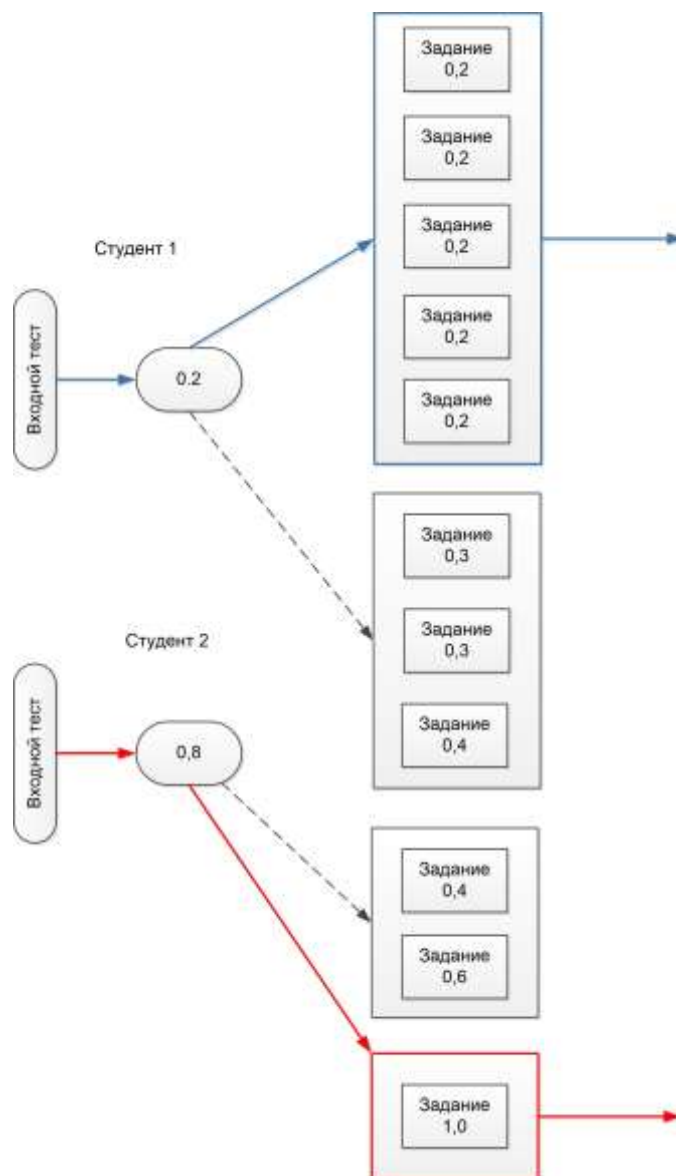 Задание
0,2
Задание
0,2
Задание
0,2
Задание
0,2
Задание
0,2
Студент 1
Входной тест
0.2
Задание
0,3
Задание
0,3
Задание
0,4
Студент 2
Входной тест
0,8
Задание
0,4
Задание
0,6
Задание
1,0